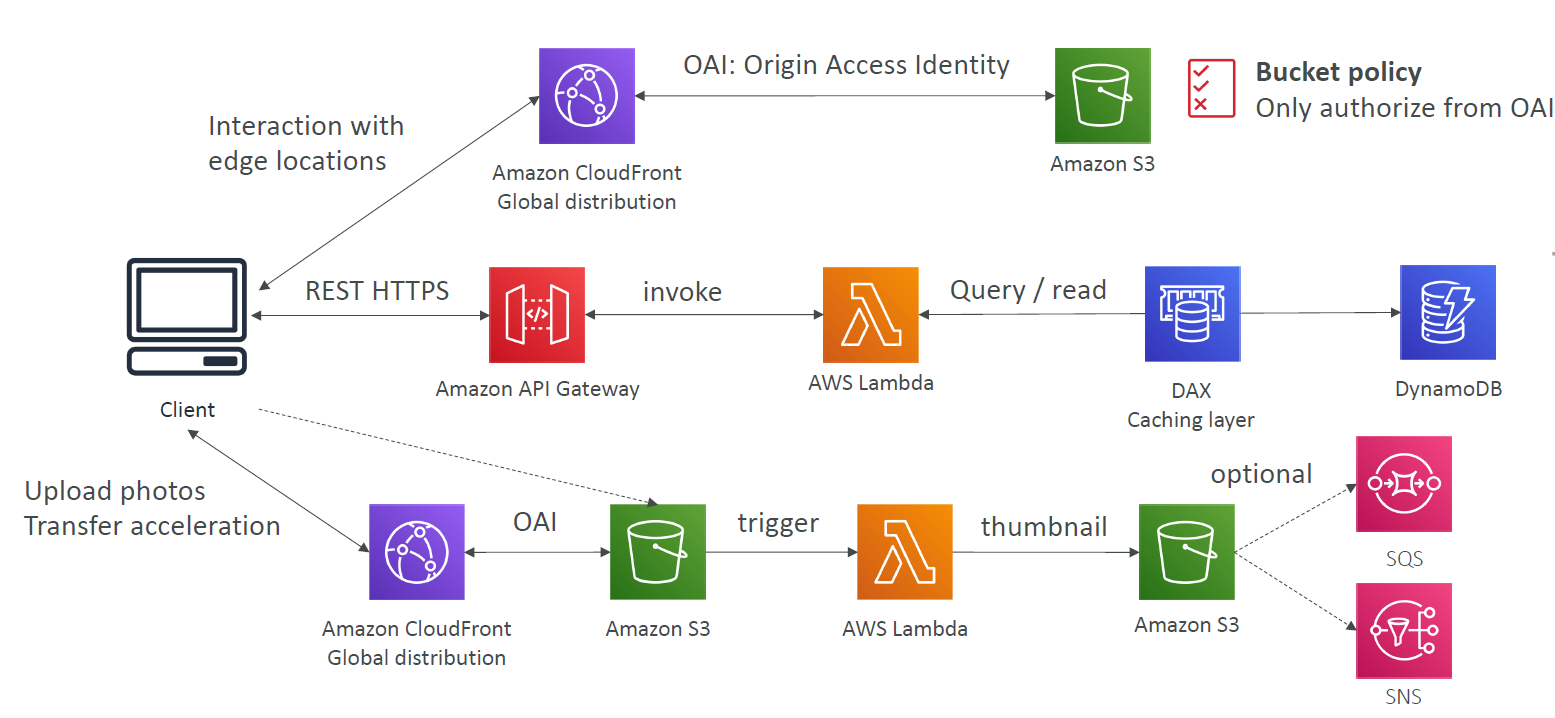 OAI: Origin Access Identity
Bucket policy
Only authorize from OAI
Interaction with
edge locations
Amazon CloudFront
Global distribution
Amazon S3
REST HTTPS
invoke
Query / read
Client
Amazon API Gateway
AWS Lambda
DAX
Caching layer
DynamoDB
Upload photos
Transfer acceleration
OAI
trigger
thumbnail
optional
Amazon CloudFront
Global distribution
Amazon S3
AWS Lambda
Amazon S3
SQS
SNS